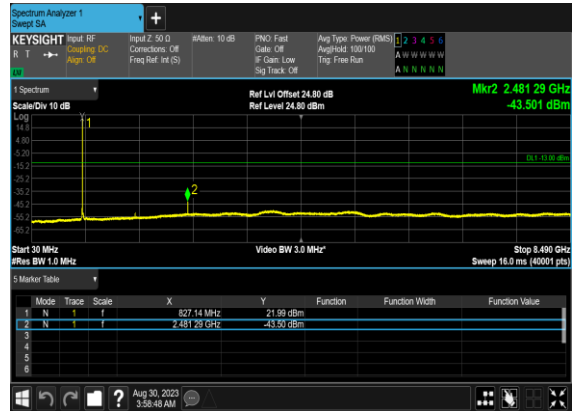 Spectrum Analyzer 1
Swept SA
+
KEYSIGHT Input: RF Input Z: 50 Ω #Atten: 10 dB PNO: Fast Avg Type: Power (RMS) 1 2 3 4 5 6
R T Coupling: DC Corrections: Off Gate: Off Avg|Hold: 100/100 A W W W W W
Align: Off Freq Ref: Int (S) IF Gain: Low Trig: Free Run
Sig Track: Off A N N N N N
1 Spectrum Ref Lvl Offset 24.80 dB Mkr2 2.481 29 GHz
Scale/Div 10 dB Ref Level 24.80 dBm -43.501 dBm
Log
14.8
4.80
-5.20
-15.2
-25.2
-35.2
-45.2
-55.2
-65.2
1
2
DL1 -13.00 dBm
Start 30 MHz Video BW 3.0 MHz* Stop 8.490 GHz
#Res BW 1.0 MHz Sweep 16.0 ms (40001 pts)
5 Marker Table
Mode Trace Scale X Y Function Function Width Function Value
1 N 1 f 827.14 MHz 21.99 dBm
2 N 1 f 2.481 29 GHz -43.50 dBm
3
4
5
6
? Aug 30, 2023
3:58:48 AM